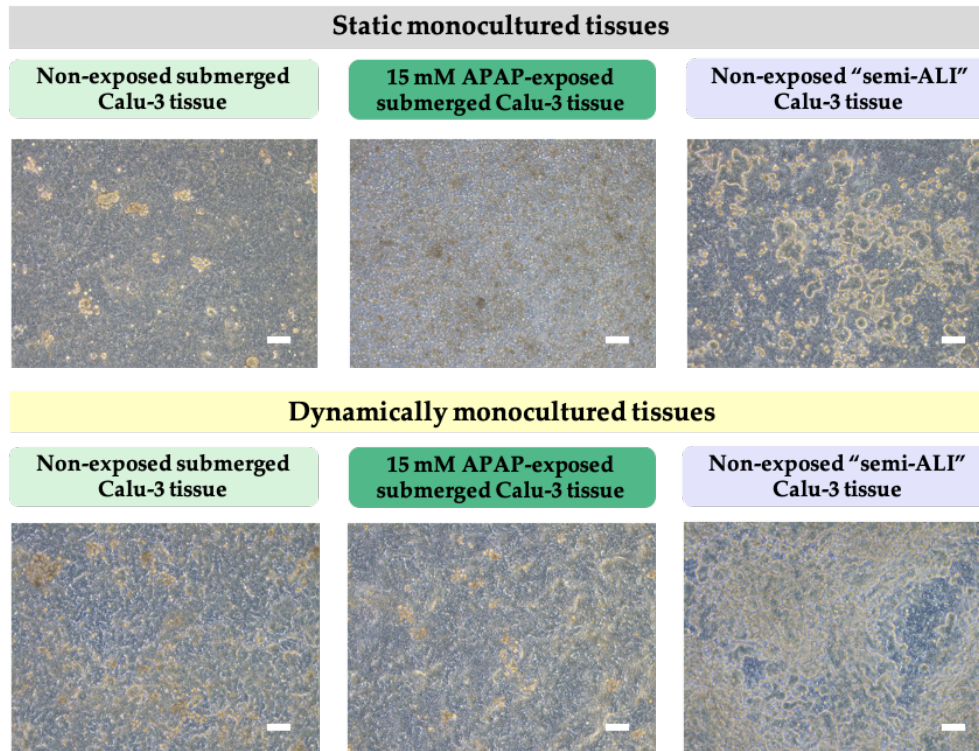 Static monocultured tissues
Non-exposed submerged
Calu-3 tissue
15 mM APAP-exposed
submerged Calu-3 tissue
Non-exposed “semi-ALI”
Calu-3 tissue
Dynamically monocultured tissues
Non-exposed submerged
Calu-3 tissue
15 mM APAP-exposed
submerged Calu-3 tissue
Non-exposed “semi-ALI”
Calu-3 tissue